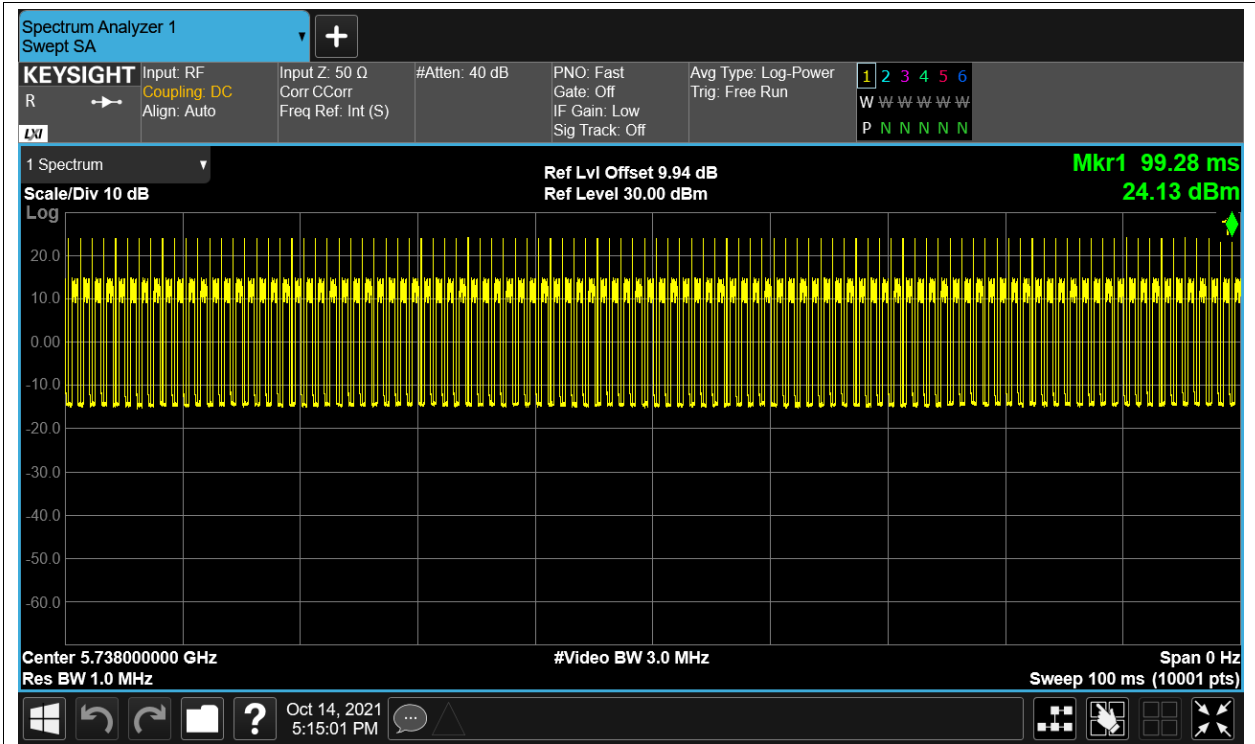 Spectrum Analyzer 1
Swept SA
+
KEYSIGHT
R
LXI
Input: RF
Coupling: DC
Align: Auto
Input Z: 50 Ω
Corr CCorr
Freq Ref: Int (S)
#Atten: 40 dB
PNO: Fast
Gate: Off
IF Gain: Low
Sig Track: Off
Avg Type: Log-Power
Trig: Free Run
1 2 3 4 5 6
W W W W W W
P N N N N N
1 Spectrum
Scale/Div 10 dB
Log
Ref Lvl Offset 9.94 dB
Ref Level 30.00 dBm
Mkr1 99.28 ms
24.13 dBm
20.0
10.0
0.00
-10.0
-20.0
-30.0
-40.0
-50.0
-60.0
Center 5.738000000 GHz
Res BW 1.0 MHz
#Video BW 3.0 MHz
Span 0 Hz
Sweep 100 ms (10001 pts)
?
Oct 14, 2021
5:15:01 PM